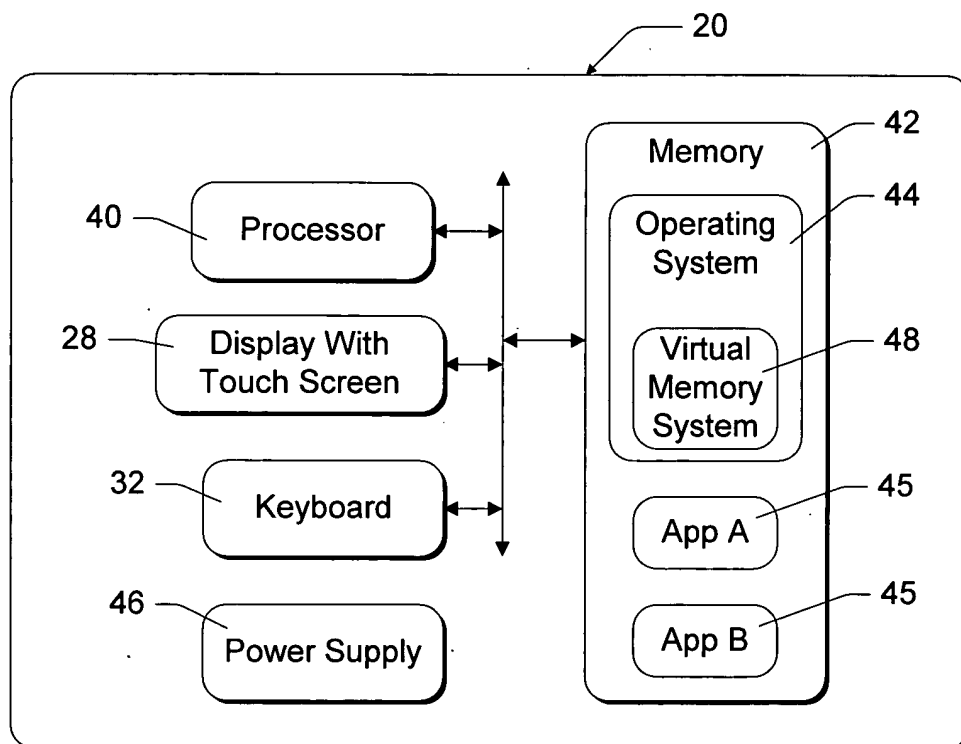 20
42
Memory
44
40
Processor
Operating
System
28
Display With
Touch Screen
Virtual
Memory
System
48
32
Keyboard
45
App A
46
Power Supply
45
App B